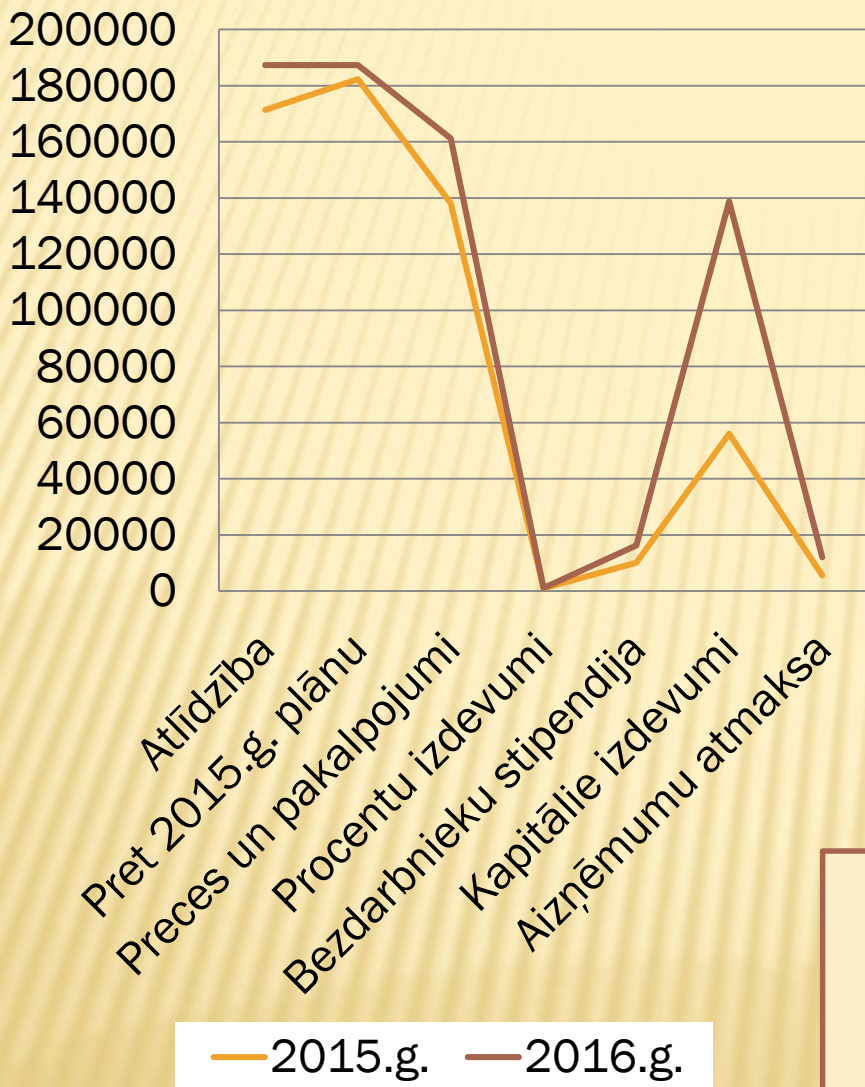 200000
180000
160000
140000
120000
100000
80000
60000
40000
20000
0
Atlīdzība
Pret 2015.g. plānu
Preces un pakalpojumi
Procentu izdevumi
Bezdarbnieku stipendija
Kapitālie izdevumi
Aizņēmumu atmaksa
2015.g.
2016.g.